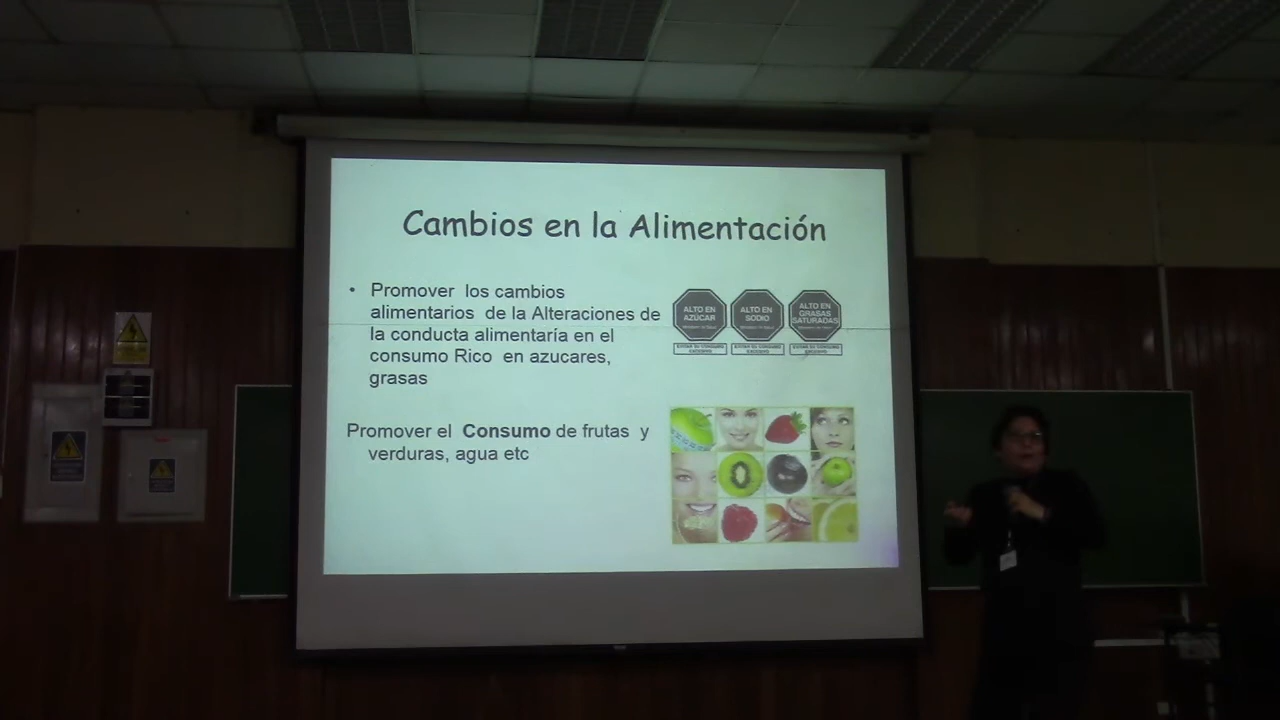 Cambios en la Alimentación
• Promover los cambios
alimentarios de la Alteraciones de
la conducta alimentaría en el
consumo Rico en azucares,
grasas
Promover el Consumo de frutas y
verduras, agua etc
ALTO EN
AZÚCAR
ALTO EN
SODIO
ALTO EN
GRASAS
SATURADAS